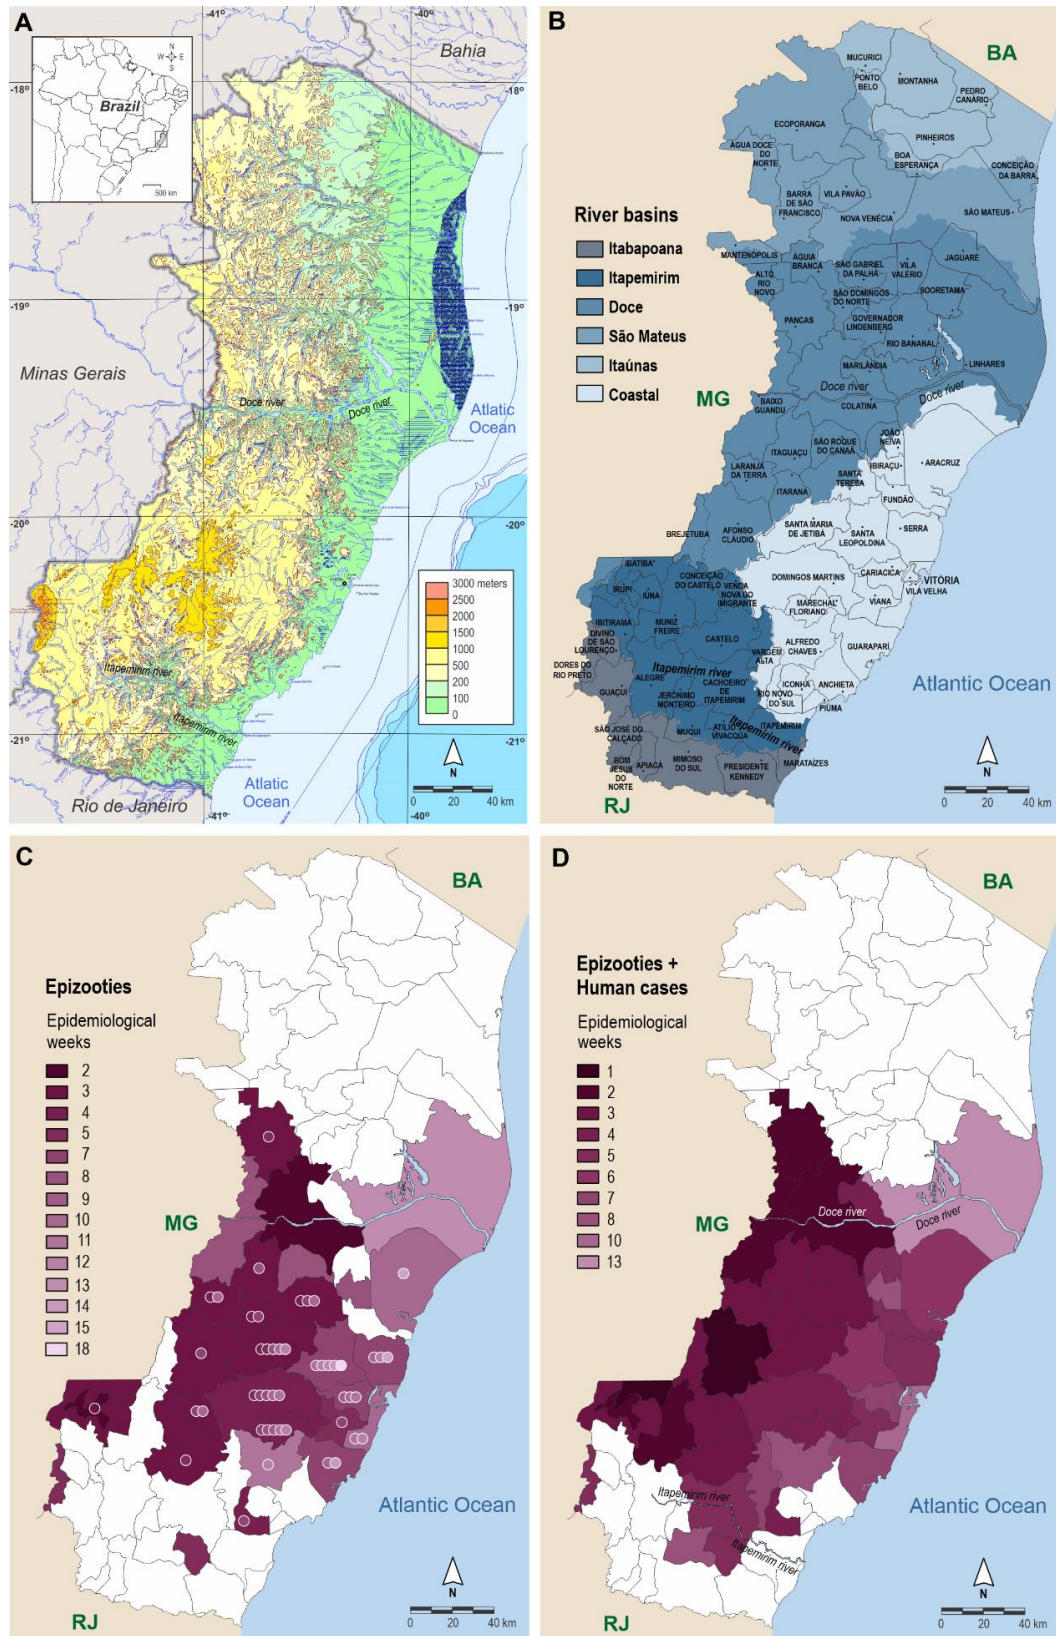 A
-41°
-40°
Bahia
N
W E
S
Brazil
500 km
-18°
-18°
-19°
-19°
Minas Gerais
Doce river
Doce river
Atlatic
Ocean
-20°
-20°
3000 meters
2500
2000
1500
1000
500
200
100
0
Itapemirim river
Itapemirim river
-21°
-21°
N
Atlatic
Ocean
Rio de Janeiro
-41°
-40°
0 20 40 km
B
BA
MUCURICI
PONTO
BELO
MONTANHA
PEDRO
CANÁRIO
ECOPORANGA
PINHEIROS
ÁGUA DOCE
DO
NORTE
BOA
ESPERANÇA
CONCEIÇÃO
DA BARRA
BARRA
DE SÃO
FRANCISCO
VILA PAVÃO
NOVA VENÉCIA
SÃO MATEUS
River basins
Itabapoana
Itapemirim
Doce
São Mateus
Itaúnas
Coastal
MANTENÓPOLIS
ÁGUIA
BRANCA
SÃO GABRIEL
DA PALHA
VILA
VALÉRIO
JAGUARÉ
ALTO
RIO
NOVO
SÃO DOMINGOS
DO NORTE
SOORETAMA
PANCAS
GOVERNADOR
LINDENBERG
RIO BANANAL
MARILÂNDIA
LINHARES
Doce river
Doce river
MG
BAIXO
GUANDU
COLATINA
JOÃO
NEIVA
SÃO ROQUE
DO CANAÃ
ITAGUAÇU
IBIRAÇU
ARACRUZ
LARANJA
DA TERRA
SANTA
TERESA
ITARANA
FUNDÃO
BREJETUBA
AFONSO
CLÁUDIO
SANTA MARIA
DE JETIBÁ
SANTA
LEOPOLDINA
SERRA
IBATIBA
CONCEIÇÃO
DO CASTELO
VENDA
NOVA DO
IMIGRANTE
DOMINGOS MARTINS
CARIACICA
VITÓRIA
VILA VELHA
IRUPI
IÚNA
MARECHAL
FLORIANO
VIANA
IBITIRAMA
MUNIZ
FREIRE
DIVINO
DE SÃO
LOURENÇO
CASTELO
ALFREDO
CHAVES
GUARAPARÍ
VARGEM
ALTA
DORES DO
RIO PRETO
Itapemirim river
Atlantic Ocean
GUAÇUÍ
ALEGRE
CACHOEIRO
DE
ITAPEMIRIM
ICONHA
ANCHIETA
JERÔNIMO
MONTEIRO
RIO NOVO
DO SUL
PIÚMA
SÃO JOSÉ DO
CALÇADO
MUQUI
ATÍLIO
VIVACQUA
ITAPEMIRIM
Itapemirim river
BOM
JESUS
DO
NORTE
APIACÁ
MIMOSO
DO SUL
PRESIDENTE
KENNEDY
MARATAÍZES
RJ
N
0 20 40 km
C
BA
Epizooties
Epidemiological
weeks
2
3
4
5
7
8
9
10
11
12
13
14
15
18
MG
Atlantic Ocean
RJ
N
0 20 40 km
D
BA
Epizooties +
Human cases
Epidemiological
weeks
1
2
3
4
5
6
7
8
10
13
Doce river
Doce river
MG
Itapemirim river
Atlantic Ocean
Itapemirim river
RJ
N
0 20 40 km